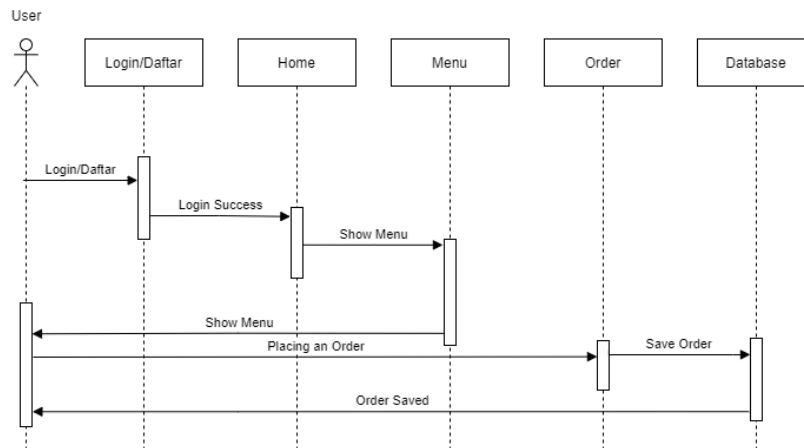 User
Login/Daftar
Home
Menu
Order
Database
Login/Daftar
Login Success
Show Menu
Show Menu
Placing an Order
Save Order
Order Saved